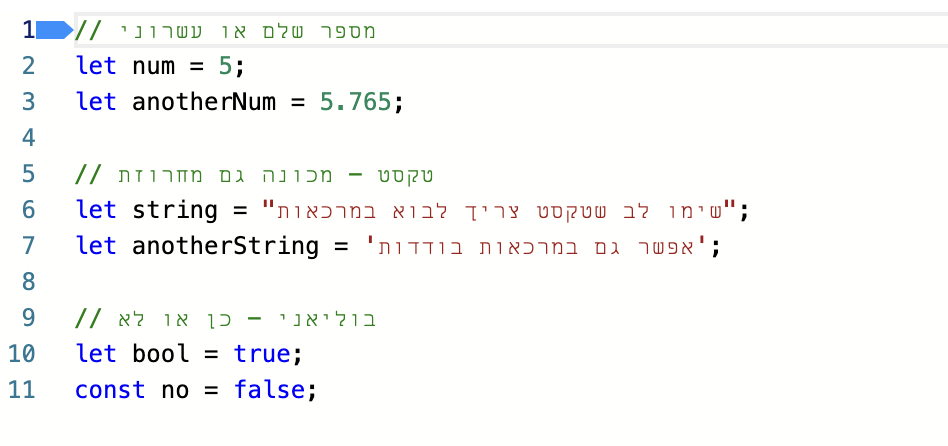 1 // מספר שלם או עשרוני
2 let num = 5;
3 let anotherNum = 5.765;
4
5 // טקסט – מכונה גם מחרוזת
6 let string = "שימו לב שטקסט צריך לבוא במרכאות";
7 let anotherString = 'אפשר גם במרכאות בודדות';
8
9 // בוליאני – כן או לא
10 let bool = true;
11 const no = false;